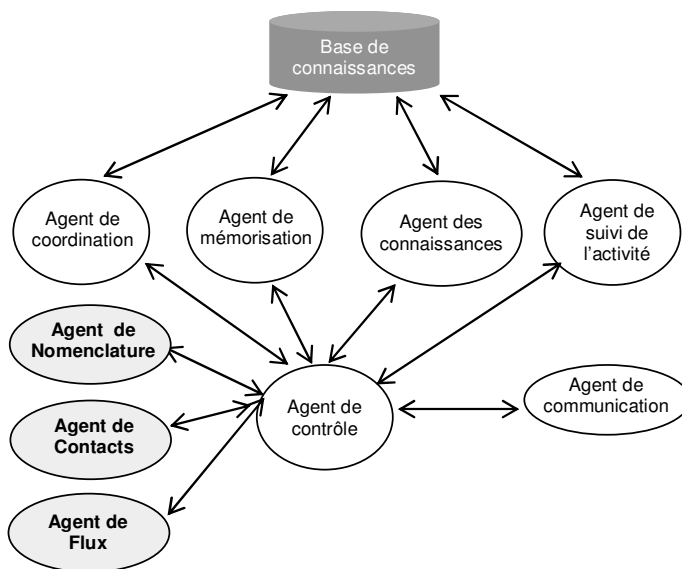 Base de
connaissances
Agent de
coordination
Agent de
mémorisation
Agent des
connaissances
Agent de
suivi de
l'activité
Agent de
Nomenclature
Agent de
contrôle
Agent de
communication
Agent de
Contacts
Agent de
Flux